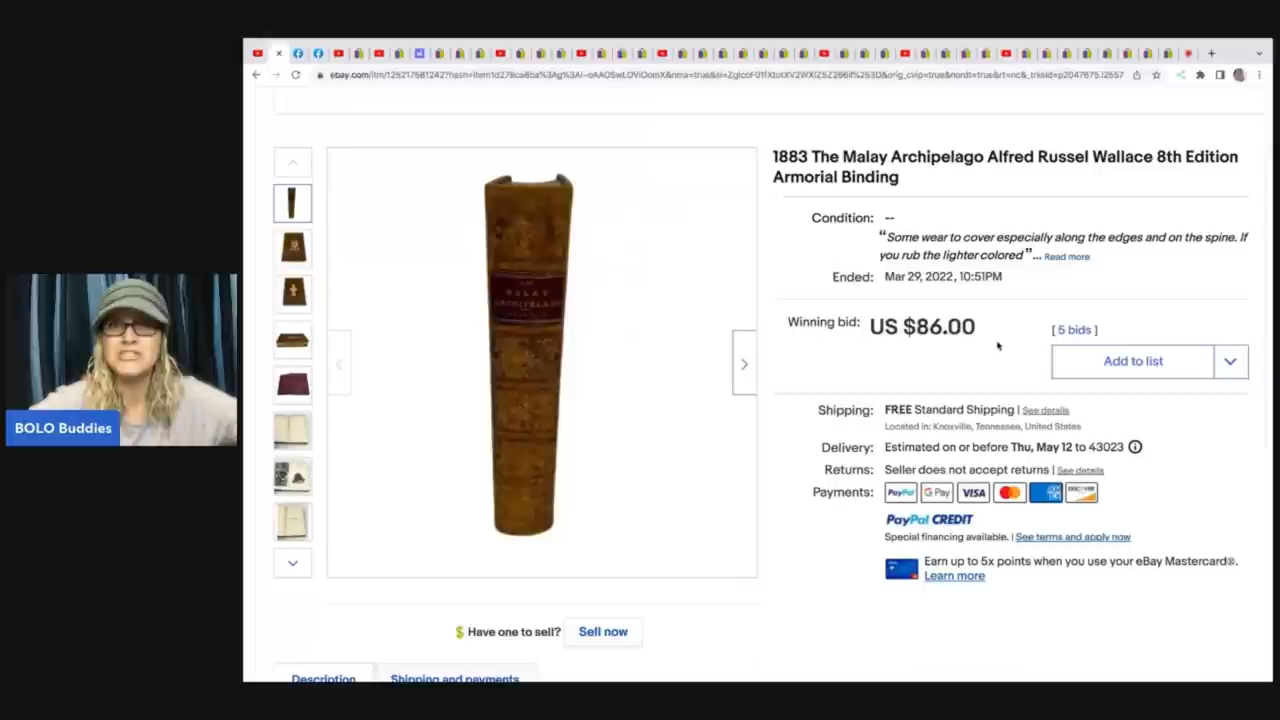 1883 The Malay Archipelago Alfred Russel Wallace 8th Edition
Armorial Binding
Condition: --
“Some wear to cover especially along the edges and on the spine. If
you rub the lighter colored”... Read more
Ended: Mar 29, 2022, 10:51PM
Winning bid: US $86.00 [ 5 bids ]
Add to list
Shipping: FREE Standard Shipping | See details
Located in: Knoxville, Tennessee, United States
Delivery: Estimated on or before Thu, May 12 to 43023
Returns: Seller does not accept returns | See details
Payments: PayPal G Pay VISA DISCOVER
PayPal CREDIT
Special financing available. | See terms and apply now
Earn up to 5x points when you use your eBay Mastercard®.
Learn more
MALAY
ARCHIPELAGO
BOLO Buddies
$ Have one to sell? Sell now
Description Shipping and payments